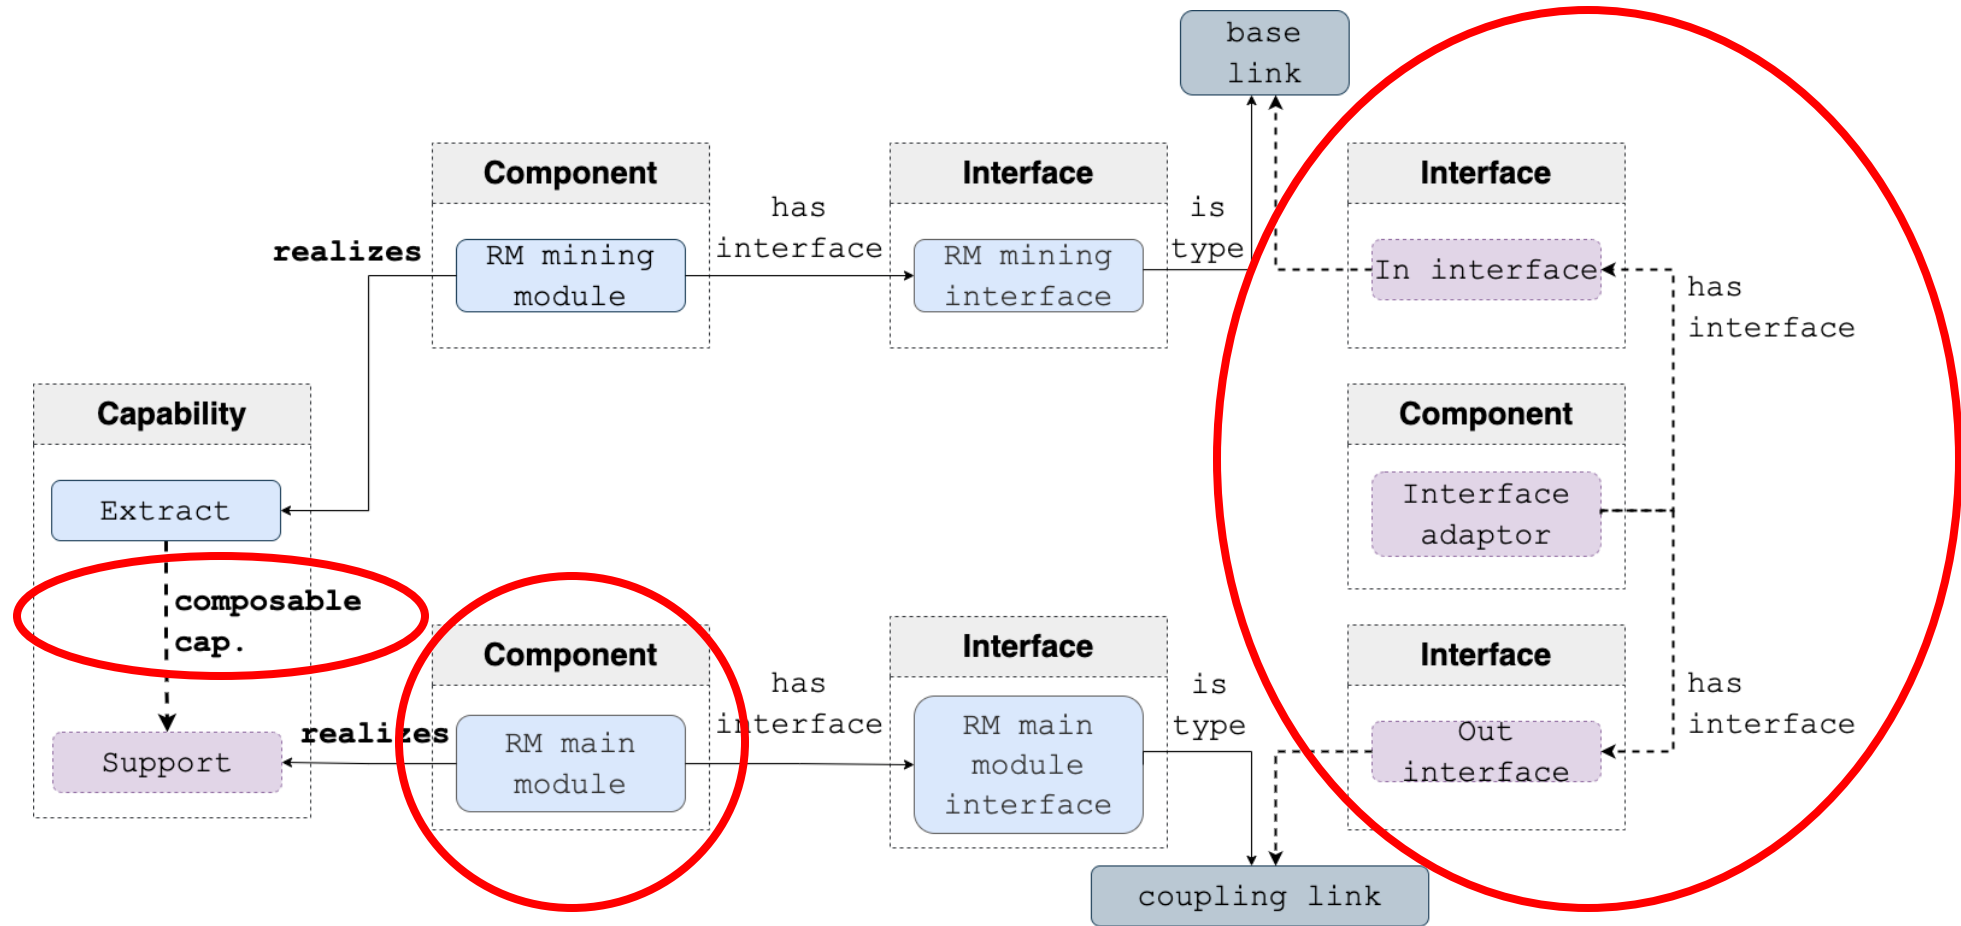 base
link
Component
Interface
Interface
realizes
RM mining
module
has
interface
RM mining
interface
is
type
In interface
has
interface
Capability
Component
Extract
Interface
adaptor
composable
cap.
Component
Interface
Interface
Support
realizes
RM main
module
has
interface
RM main
module
interface
is
type
Out
interface
has
interface
coupling link